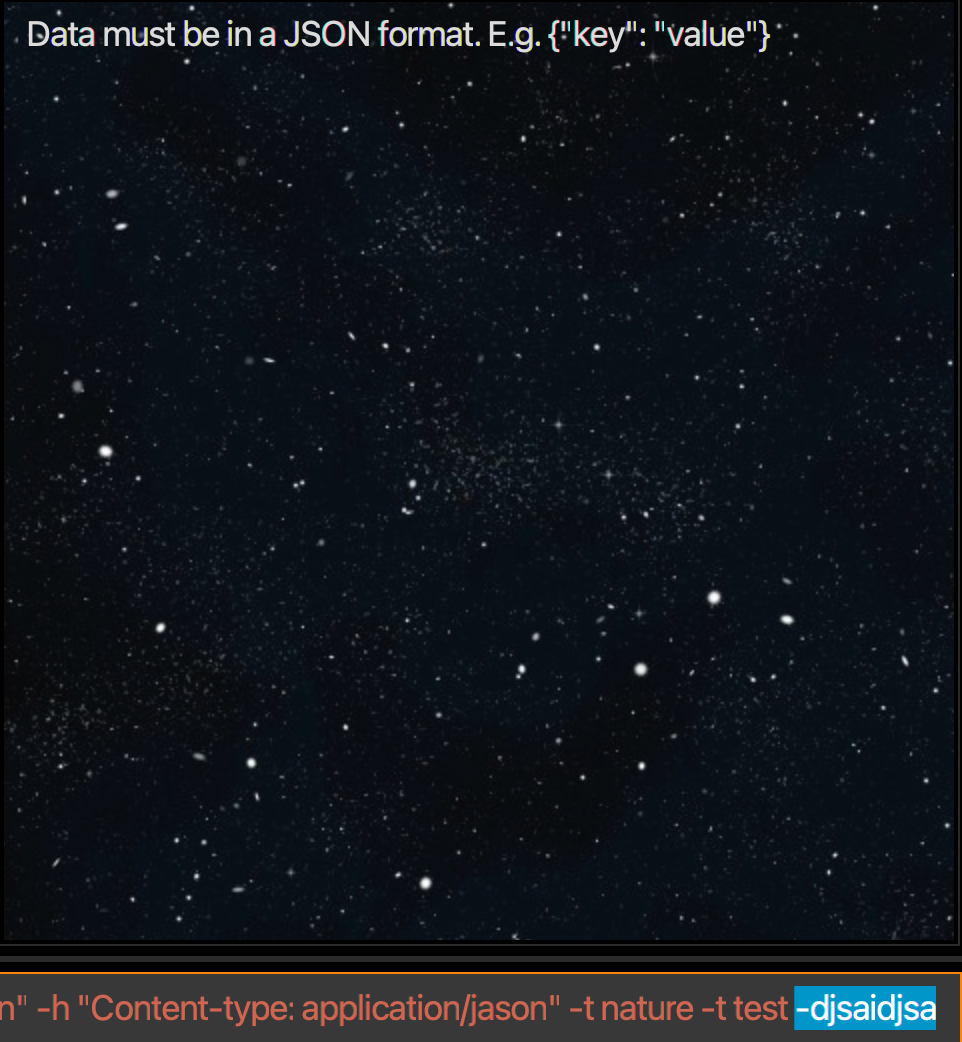 Data must be in a JSON format. E.g. {"key": "value"}
n" -h "Content-type: application/jason" -t nature -t test -djsaidjsa